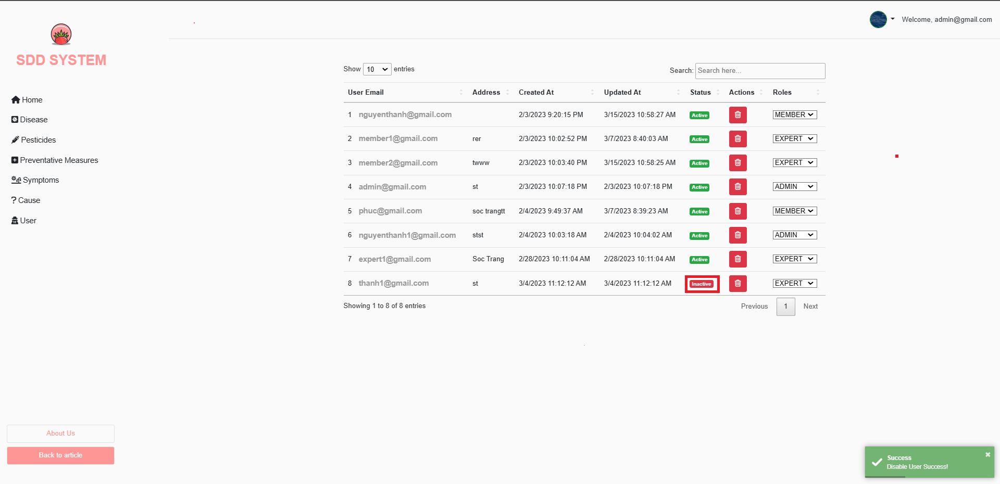 Welcome, admin@gmail.com
SDD SYSTEM
Home
Disease
Pesticides
Preventative Measures
Symptoms
Cause
User
About Us
Back to article
Show 10 entries
Search: Search here...
User Email Address Created At Updated At Status Actions Roles
1 nguyenthanh@gmail.com 2/3/2023 9:20:15 PM 3/15/2023 10:58:27 AM Active MEMBER
2 member1@gmail.com rer 2/3/2023 10:02:52 PM 3/7/2023 8:40:03 AM Active EXPERT
3 member2@gmail.com twww 2/3/2023 10:03:40 PM 3/15/2023 10:58:25 AM Active EXPERT
4 admin@gmail.com st 2/3/2023 10:07:18 PM 2/3/2023 10:07:18 PM Active ADMIN
5 phuc@gmail.com soc trangtt 2/4/2023 9:49:37 AM 3/7/2023 8:39:23 AM Active MEMBER
6 nguyenthanh1@gmail.com stst 2/4/2023 10:03:18 AM 2/4/2023 10:04:02 AM Active ADMIN
7 expert1@gmail.com Soc Trang 2/28/2023 10:11:04 AM 2/28/2023 10:11:04 AM Active EXPERT
8 thanh1@gmail.com st 3/4/2023 11:12:12 AM 3/4/2023 11:12:12 AM Inactive EXPERT
Showing 1 to 8 of 8 entries
Previous 1 Next
Success
Disable User Success!